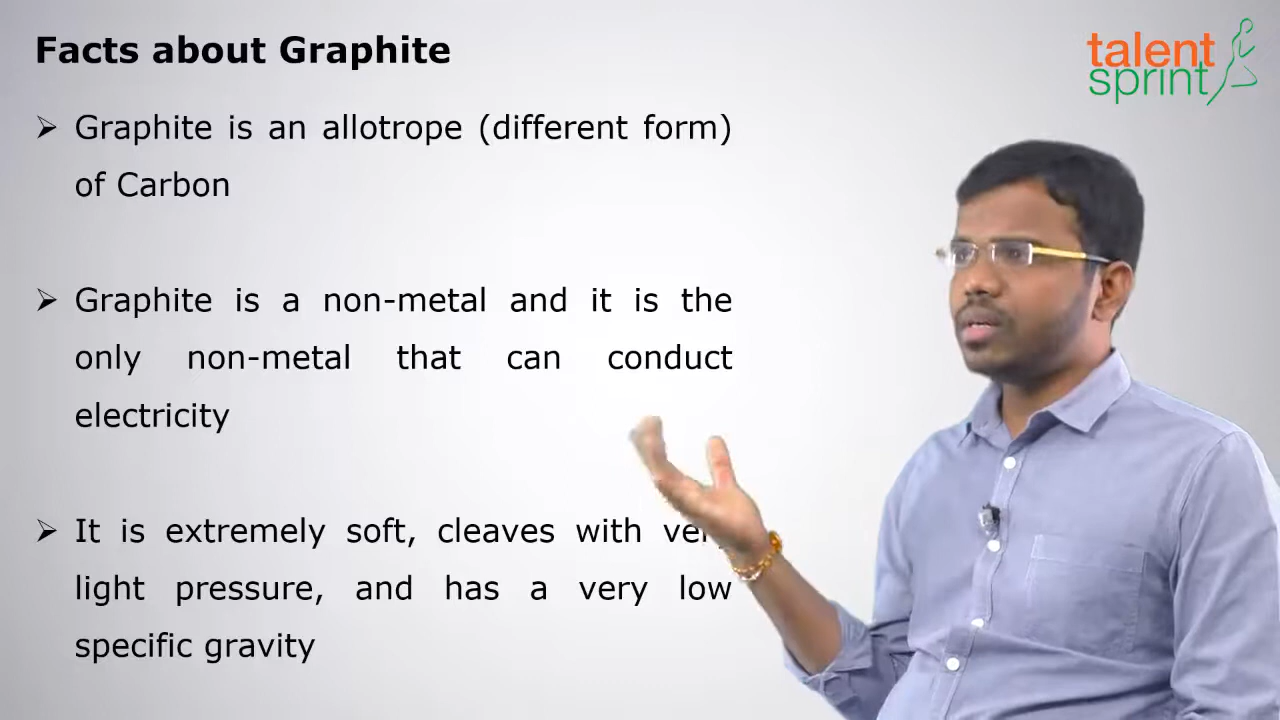 Facts about Graphite
talent
sprint
➢ Graphite is an allotrope (different form)
of Carbon
➢ Graphite is a non-metal and it is the
only non-metal that can conduct
electricity
➢ It is extremely soft, cleaves with very
light pressure, and has a very low
specific gravity